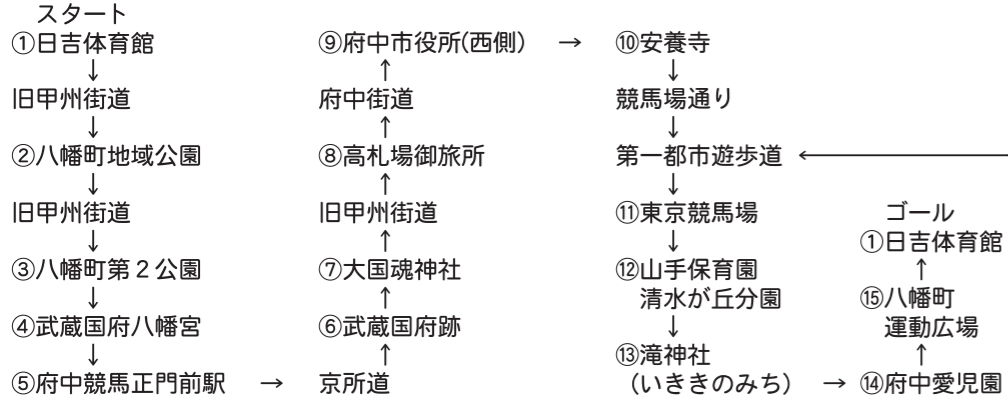 スタート
①日吉体育館
↓
旧甲州街道
↓
②八幡町地域公園
↓
旧甲州街道
↓
③八幡町第２公園
↓
④武蔵国府八幡宮
↓
⑤府中競馬正門前駅 → 京所道
↑
⑥武蔵国府跡
↑
⑦大国魂神社
↑
旧甲州街道
↑
⑧高札場御旅所
↑
府中街道
↑
⑨府中市役所(西側) → ⑩安養寺
↓
競馬場通り
↓
第一都市遊歩道 ←
↓
⑪東京競馬場
↓
⑫山手保育園
清水が丘分園
↓
⑬滝神社
(いききのみち) → ⑭府中愛児園
↑
⑮八幡町
運動広場
↑
①日吉体育館
ゴール